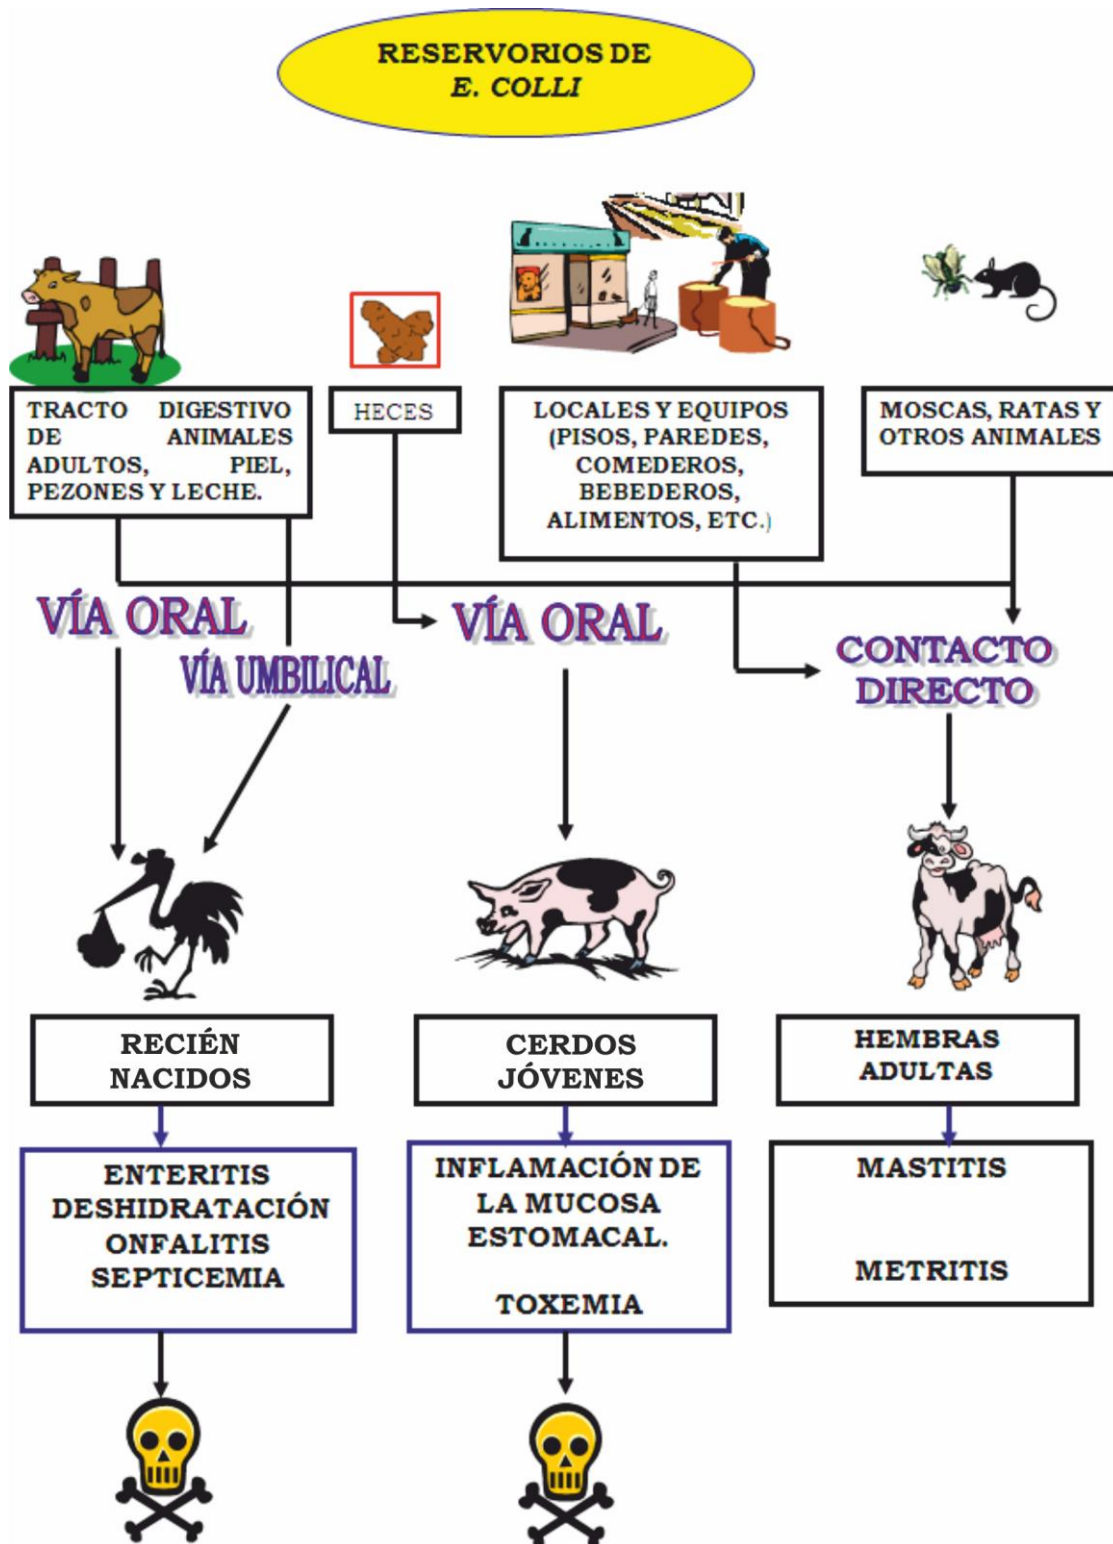 RESERVORIOS DE
E. COLLI
TRACTO DIGESTIVO
DE ANIMALES
ADULTOS, PIEL,
PEZONES Y LECHE.
HECES
LOCALES Y EQUIPOS
(PISOS, PAREDES,
COMEDEROS,
BEBEDEROS,
ALIMENTOS, ETC.)
MOSCAS, RATAS Y
OTROS ANIMALES
VÍA ORAL
VÍA UMBILICAL
VÍA ORAL
CONTACTO
DIRECTO
RECIÉN
NACIDOS
CERDOS
JÓVENES
HEMBRAS
ADULTAS
ENTERITIS
DESHIDRATACIÓN
ONFALITIS
SEPTICEMIA
INFLAMACIÓN DE
LA MUCOSA
ESTOMACAL.
TOXEMIA
MASTITIS
METRITIS